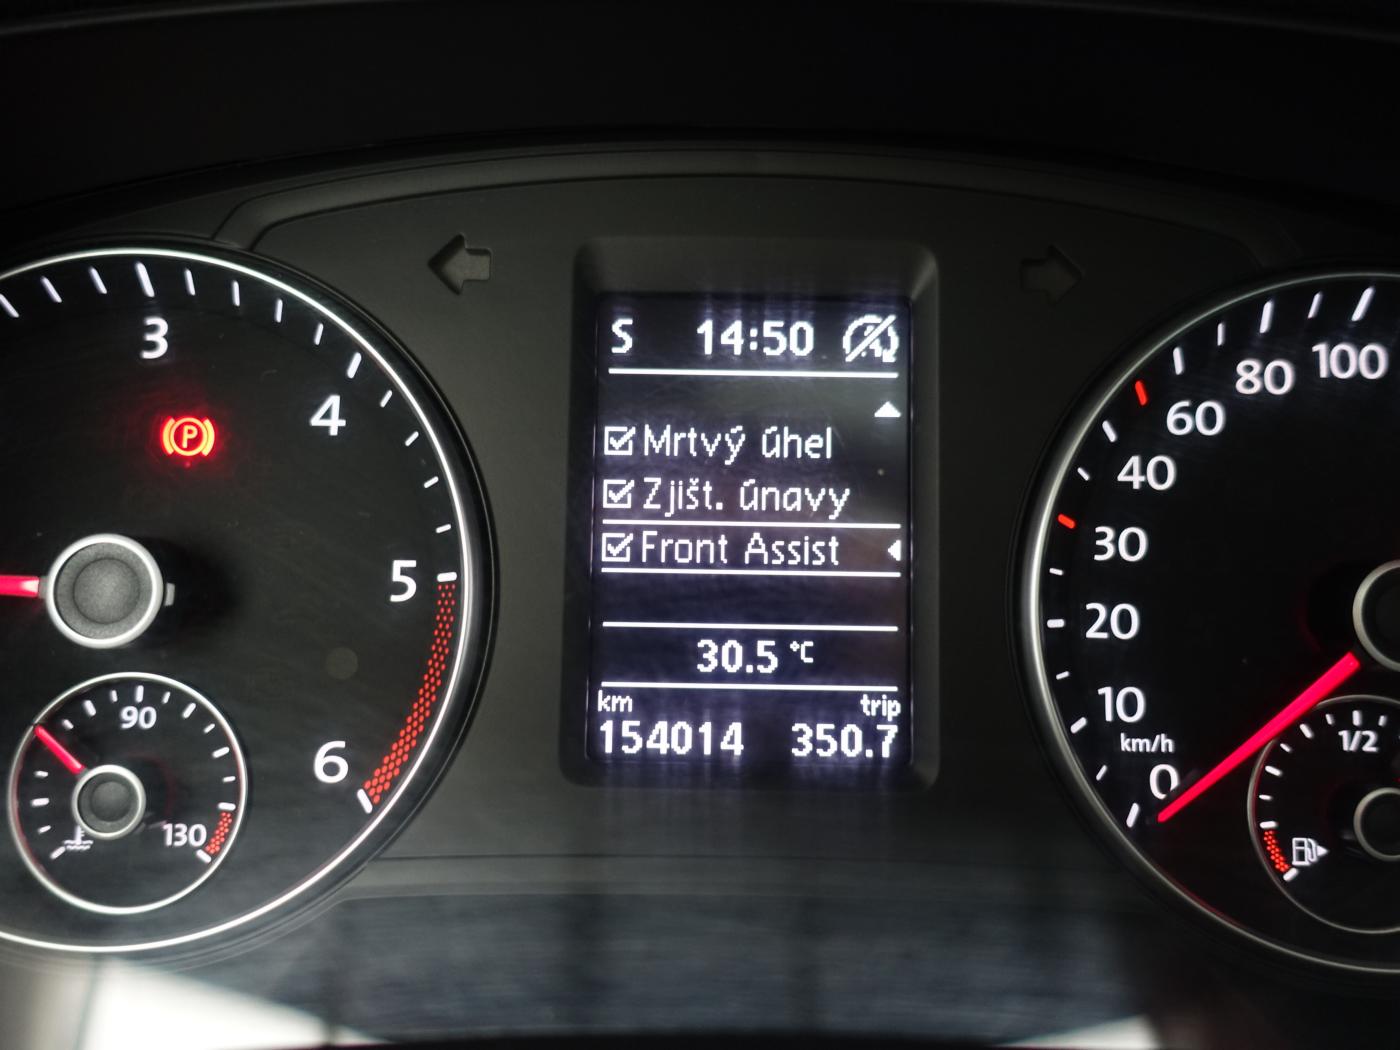 3
4
5
6
P
90
130
S 14:50
Mrtvý úhel
Zjišt. únavy
Front Assist
30.5 °C
km trip
154014 350.7
100
80
60
40
30
20
10
km/h
0
1/2